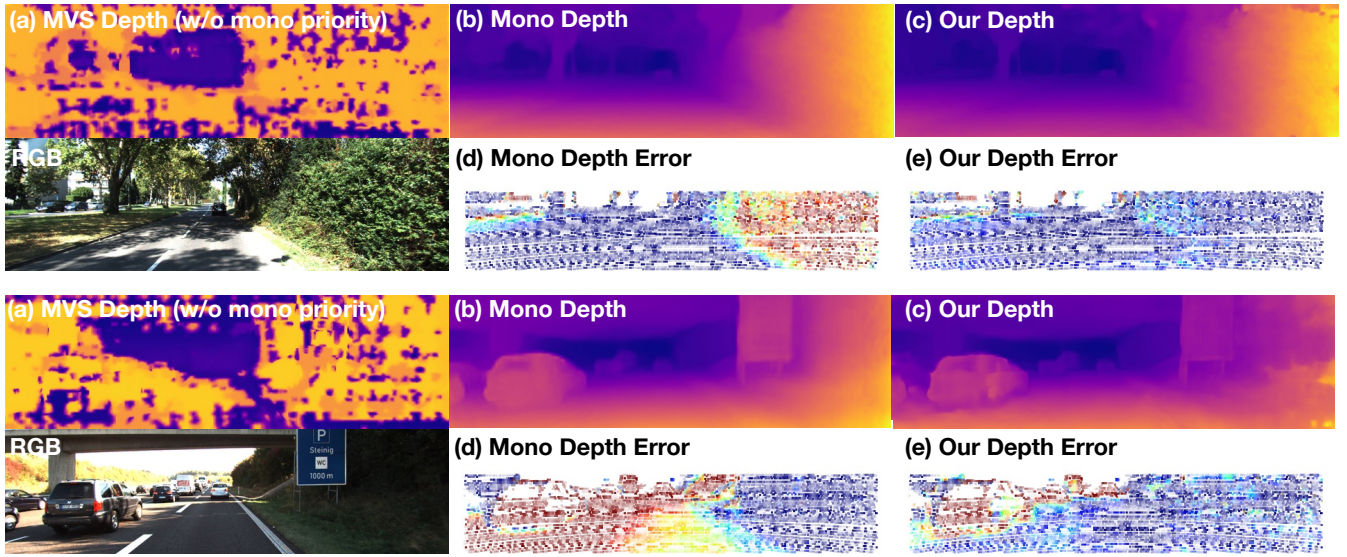 (a) MVS Depth (w/o mono priority)
(b) Mono Depth
(c) Our Depth
RGB
(d) Mono Depth Error
(e) Our Depth Error
(a) MVS Depth (w/o mono priority)
(b) Mono Depth
(c) Our Depth
RGB
P
Steinig
WC
1000 m
(d) Mono Depth Error
(e) Our Depth Error